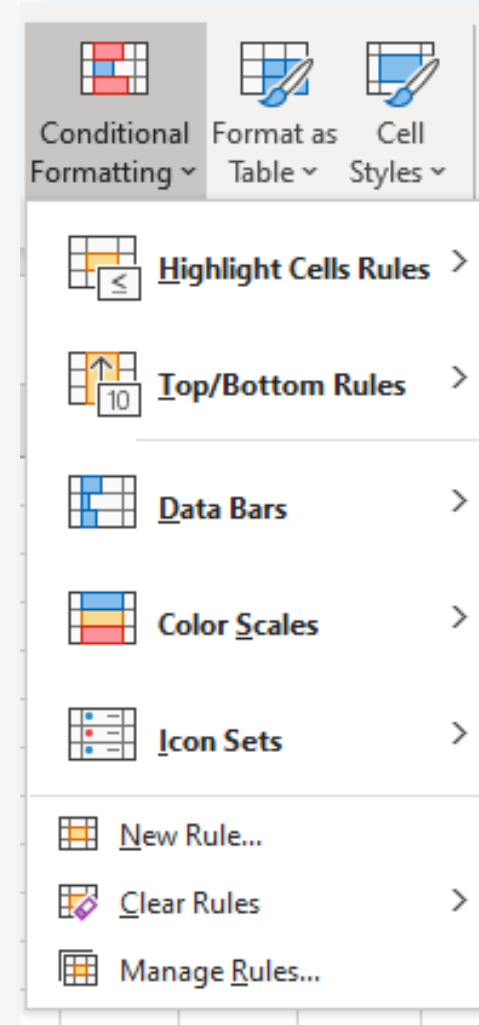 Conditional Formatting
Format as Table
Cell Styles
≤
Highlight Cells Rules
10
Top/Bottom Rules
Data Bars
Color Scales
Icon Sets
New Rule...
Clear Rules
Manage Rules...